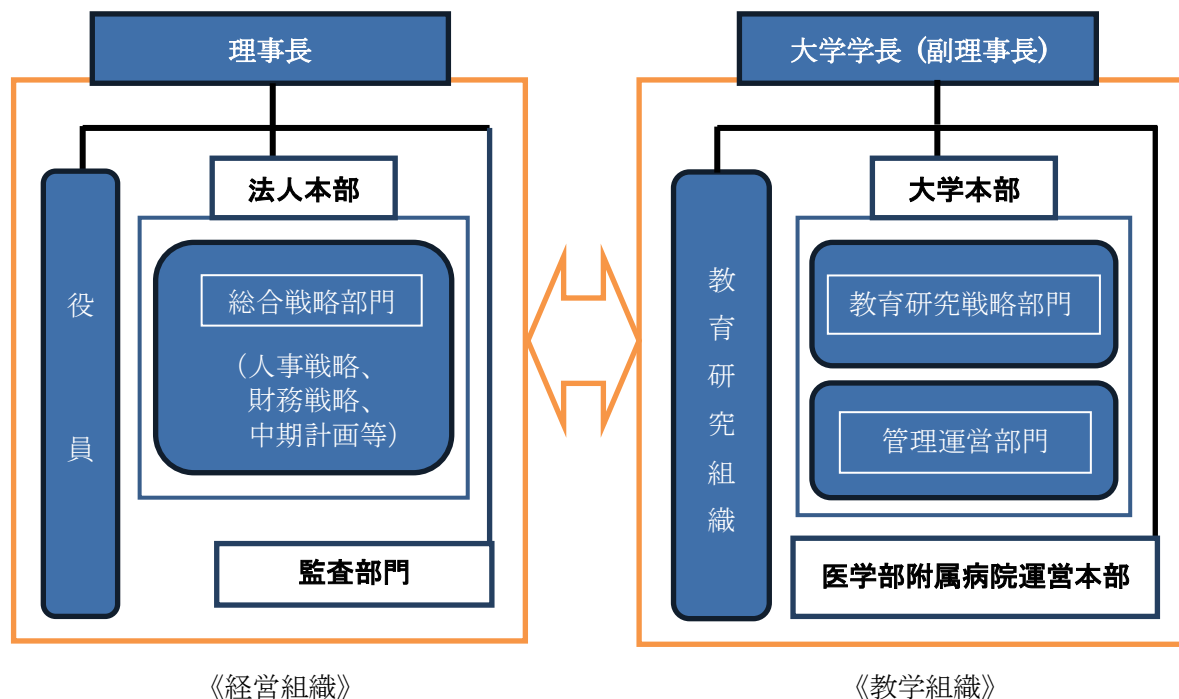 理事長
役員
法人本部
総合戦略部門
（人事戦略、
財務戦略、
中期計画等）
監査部門
《経営組織》
大学学長（副理事長）
教育研究組織
大学本部
教育研究戦略部門
管理運営部門
医学部附属病院運営本部
《教学組織》